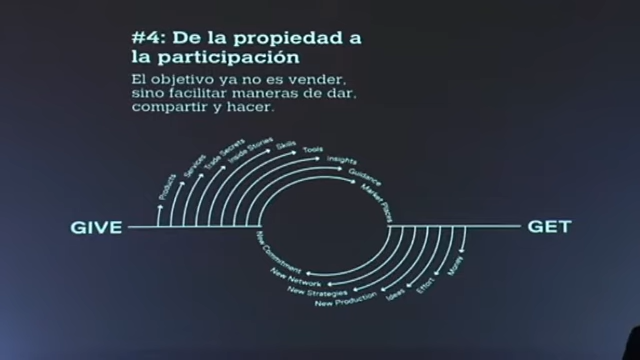 #4: De la propiedad a
la participación
El objetivo ya no es vender,
sino facilitar maneras de dar,
compartir y hacer.
Products
Services
Trade Secrets
Inside Stories
Skills
Tools
Insights
Guidance
Market Places
GIVE
GET
New Commitment
New Network
New Strategies
New Production
Ideas
Effort
Money